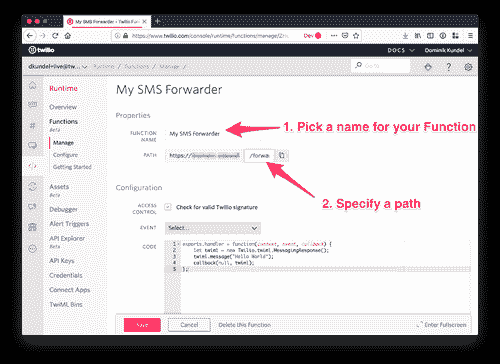 My SMS Forwarder - Twilio Fun
https://www.twilio.com/console/runtime/functions/manage/
Dev
twilio
DOCS
Dominik Kundel
dkundel+live@tw...
Runtime / Functions / Manage /
Runtime
Overview
Functions
Beta
Manage
Configure
Getting Started
Assets
Beta
Debugger
Alert Triggers
API Explorer
Beta
API Keys
Credentials
Connect Apps
TwiML Bins
My SMS Forwarder
Properties
FUNCTION NAME
My SMS Forwarder
1. Pick a name for your Function
PATH
https://
/forwa
2. Specify a path
Configuration
ACCESS CONTROL
Check for valid Twilio signature
EVENT
Select...
CODE
1 exports.handler = function(context, event, callback) {
2 let twiml = new Twilio.twiml.MessagingResponse();
3 twiml.message("Hello World");
4 callback(null, twiml);
5 };
Save
Cancel
Delete this Function
Enter Fullscreen